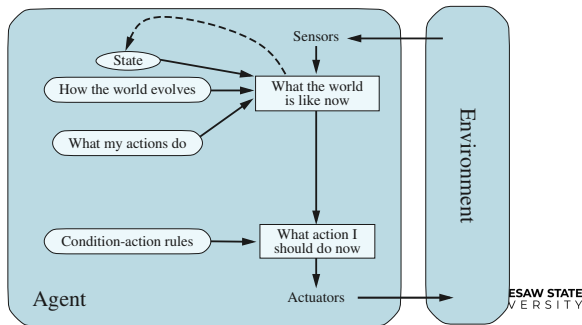 Sensors
State
How the world evolves
What the world
is like now
What my actions do
Environment
Condition-action rules
What action I
should do now
Agent
Actuators
ESAW STATE
VERSITY